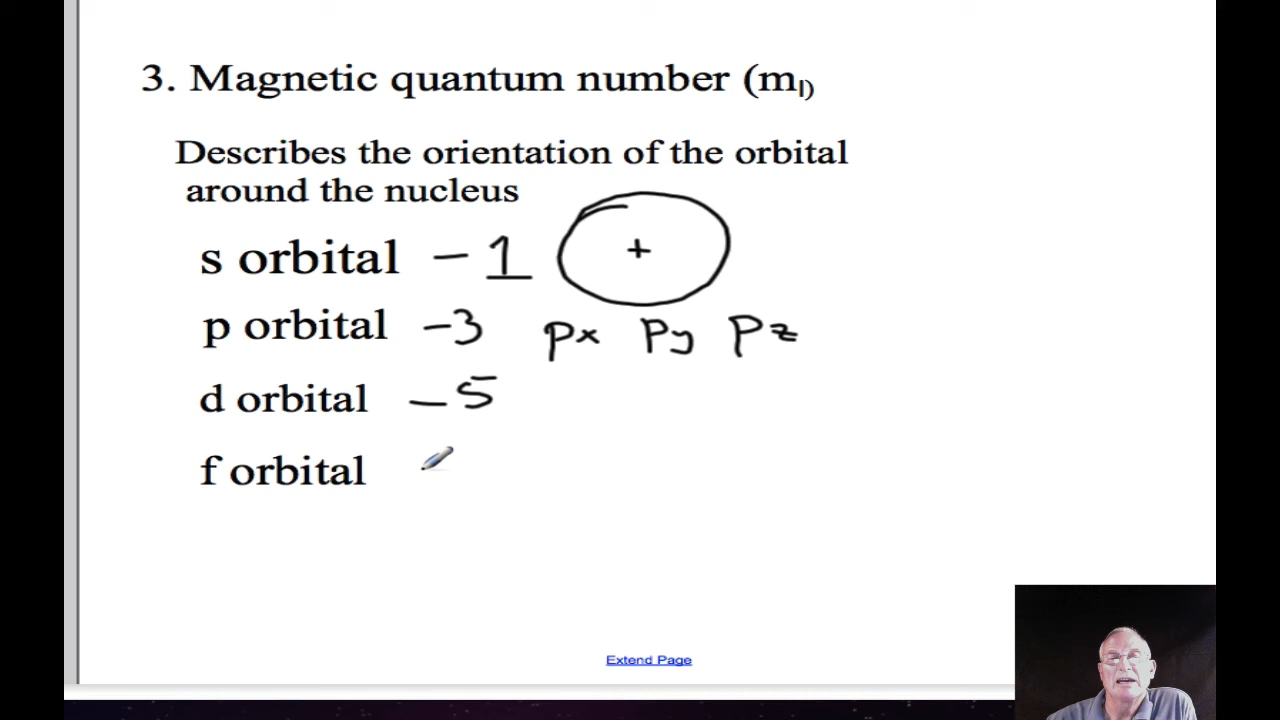 3. Magnetic quantum number (ml)
Describes the orientation of the orbital
around the nucleus
s orbital - 1 +
p orbital - 3 px py pz
d orbital - 5
f orbital
Extend Page